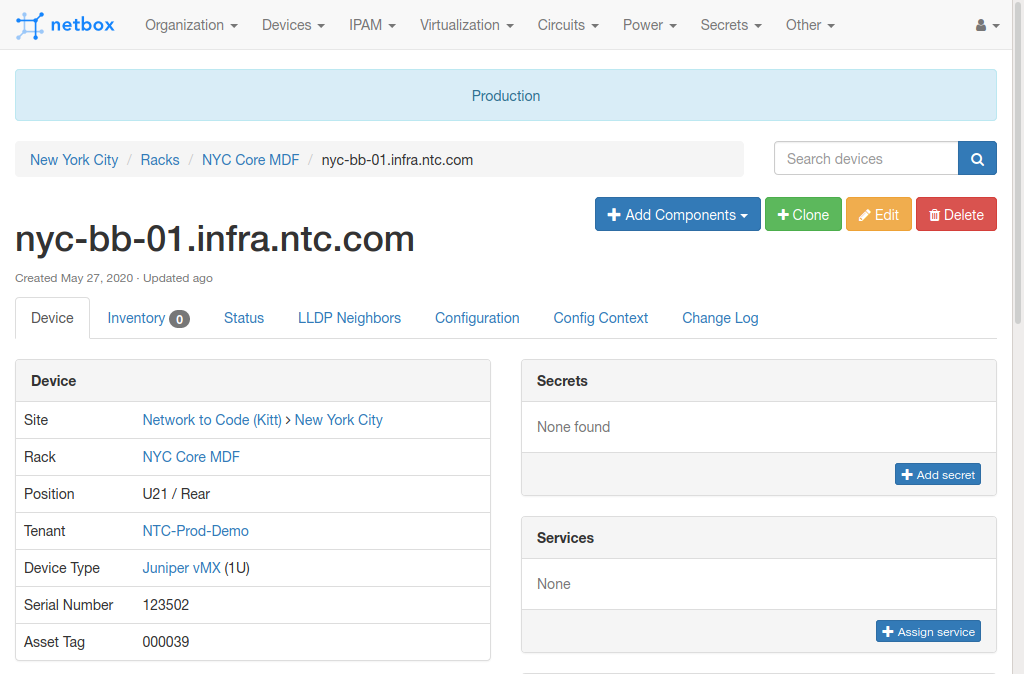 netbox Organization Devices IPAM Virtualization Circuits Power Secrets Other
Production
New York City / Racks / NYC Core MDF / nyc-bb-01.infra.ntc.com
Search devices
Add Components Clone Edit Delete
nyc-bb-01.infra.ntc.com
Created May 27, 2020 · Updated ago
Device Inventory 0 Status LLDP Neighbors Configuration Config Context Change Log
Device
Site Network to Code (Kitt) › New York City
Rack NYC Core MDF
Position U21 / Rear
Tenant NTC-Prod-Demo
Device Type Juniper vMX (1U)
Serial Number 123502
Asset Tag 000039
Secrets
None found
Add secret
Services
None
Assign service